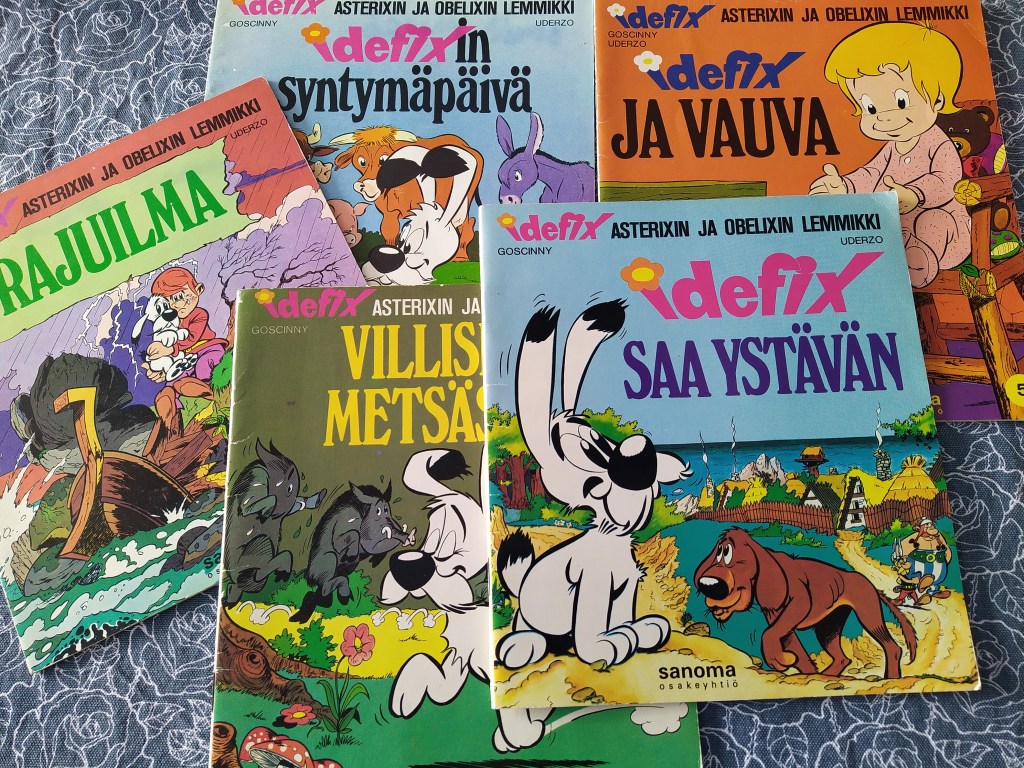 idefix ASTERIXIN JA OBELIXIN LEMMIKKI
GOSCINNY UDERZO
idefixin
syntymäpäivä
idefix ASTERIXIN JA OBELIXIN LEMMIKKI
GOSCINNY
UDERZO
idefix
JA VAUVA
5
ASTERIXIN JA OBELIXIN LEMMIKKI
UDERZO
RAJUILMA
idefix ASTERIXIN JA
GOSCINNY
METSÄS
idefix ASTERIXIN JA OBELIXIN LEMMIKKI
GOSCINNY UDERZO
idefix
SAA YSTÄVÄN
sanoma
osakeyhtiö